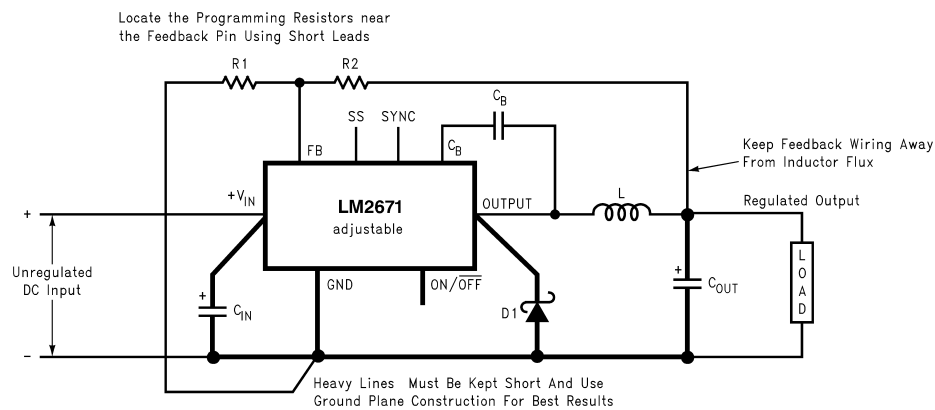 Locate the Programming Resistors near
the Feedback Pin Using Short Leads
R1
R2
SS
SYNC
CB
FB
CB
Keep Feedback Wiring Away
From Inductor Flux
+VIN
LM2671
adjustable
OUTPUT
L
Regulated Output
+
Unregulated
DC Input
−
+
CIN
GND
ON/OFF
D1
+
COUT
LOAD
Heavy Lines Must Be Kept Short And Use
Ground Plane Construction For Best Results